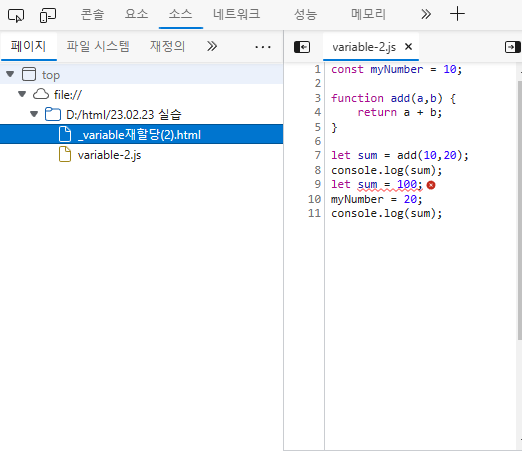 콘솔 요소 소스 네트워크 성능 메모리
페이지 파일 시스템 재정의
top
file://
D:/html/23.02.23 실습
_variable재할당(2).html
variable-2.js
variable-2.js
1 const myNumber = 10;
2
3 function add(a,b) {
4 return a + b;
5 }
6
7 let sum = add(10,20);
8 console.log(sum);
9 let sum = 100;
10 myNumber = 20;
11 console.log(sum);